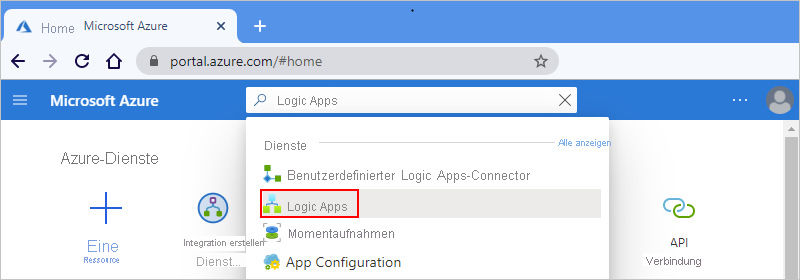 Home Microsoft Azure
portal.azure.com/#home
Microsoft Azure
Logic Apps
Dienste
Alle anzeigen
Azure-Dienste
Benutzerdefinierter Logic Apps-Connector
Logic Apps
Momentaufnahmen
App Configuration
Eine
Ressource
Integration erstellen
Dienst...
API
Verbindung